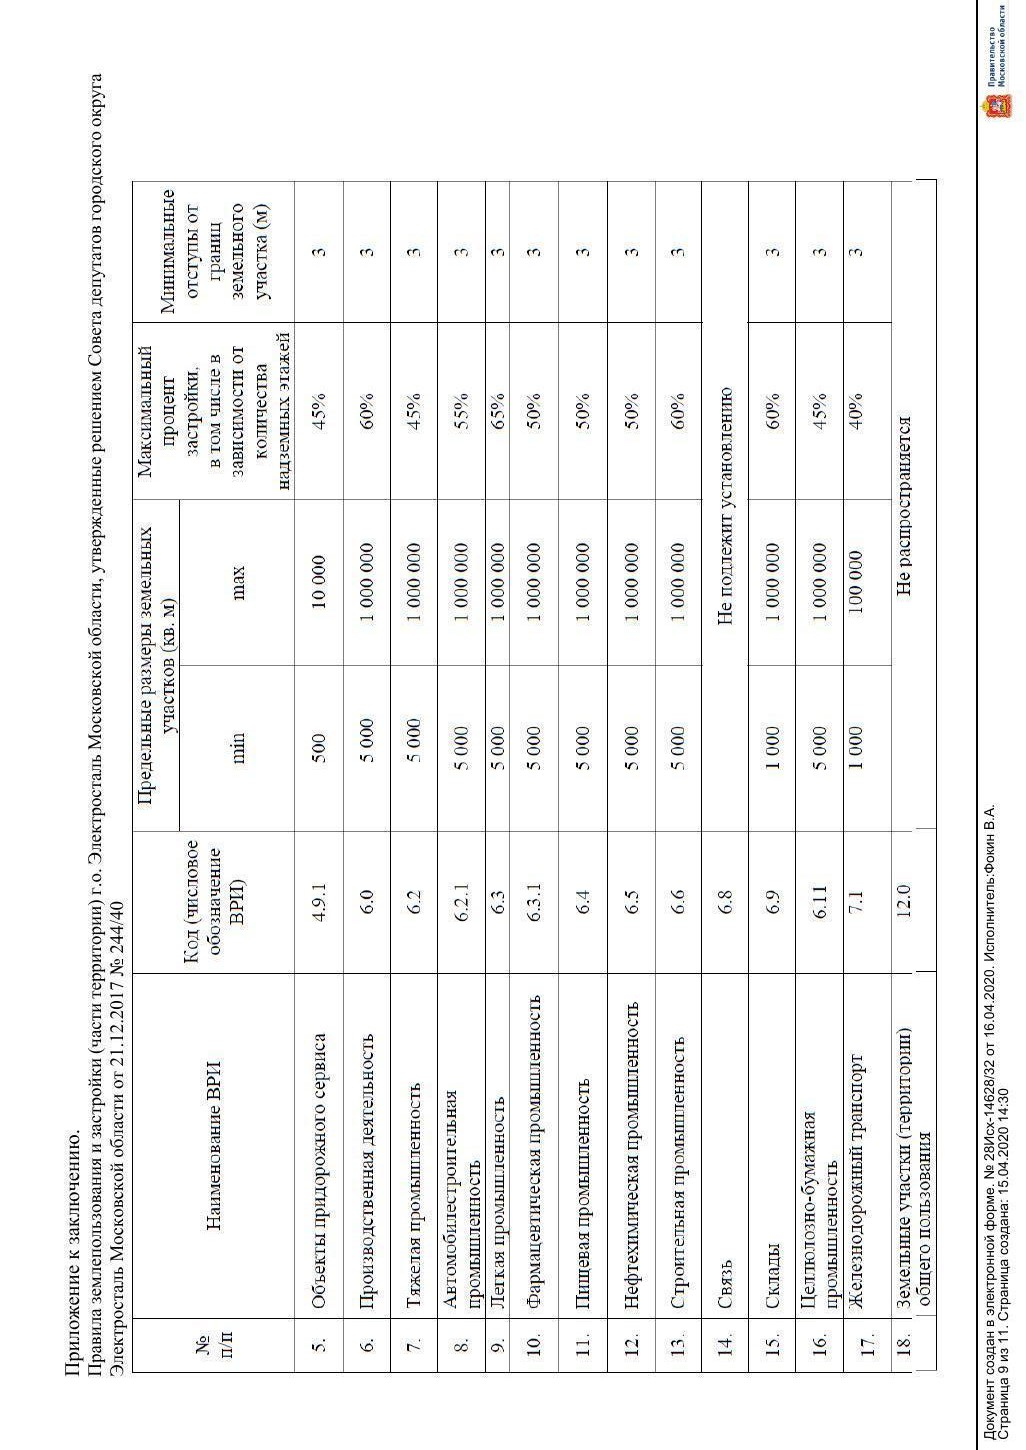 Приложение к заключению.
Правила землепользования и застройки (части территории) г.о. Электросталь Московской области, утвержденные решением Совета депутатов городского округа
Электросталь Московской области от 21.12.2017 № 244/40
№
п/п
Наименование ВРИ
Код (числовое
обозначение
ВРИ)
Предельные размеры земельных
участков (кв. м)
min
max
Максимальный
процент
застройки,
в том числе в
зависимости от
количества
надземных этажей
Минимальные
отступы от
границ
земельного
участка (м)
5. Объекты придорожного сервиса 4.9.1 500 10 000 45% 3
6. Производственная деятельность 6.0 5 000 1 000 000 60% 3
7. Тяжелая промышленность 6.2 5 000 1 000 000 45% 3
8. Автомобилестроительная
промышленность 6.2.1 5 000 1 000 000 55% 3
9. Легкая промышленность 6.3 5 000 1 000 000 65% 3
10. Фармацевтическая промышленность 6.3.1 5 000 1 000 000 50% 3
11. Пищевая промышленность 6.4 5 000 1 000 000 50% 3
12. Нефтехимическая промышленность 6.5 5 000 1 000 000 50% 3
13. Строительная промышленность 6.6 5 000 1 000 000 60% 3
14. Связь 6.8 Не подлежит установлению
15. Склады 6.9 1 000 1 000 000 60% 3
16. Целлюлозно-бумажная
промышленность 6.11 5 000 1 000 000 45% 3
17. Железнодорожный транспорт 7.1 1 000 100 000 40% 3
18. Земельные участки (территории)
общего пользования 12.0 Не распространяется
Документ создан в электронной форме. № 28Исх-14628/32 от 16.04.2020. Исполнитель:Фокин В.А.
Страница 9 из 11. Страница создана: 15.04.2020 14:30
Правительство
Московской области